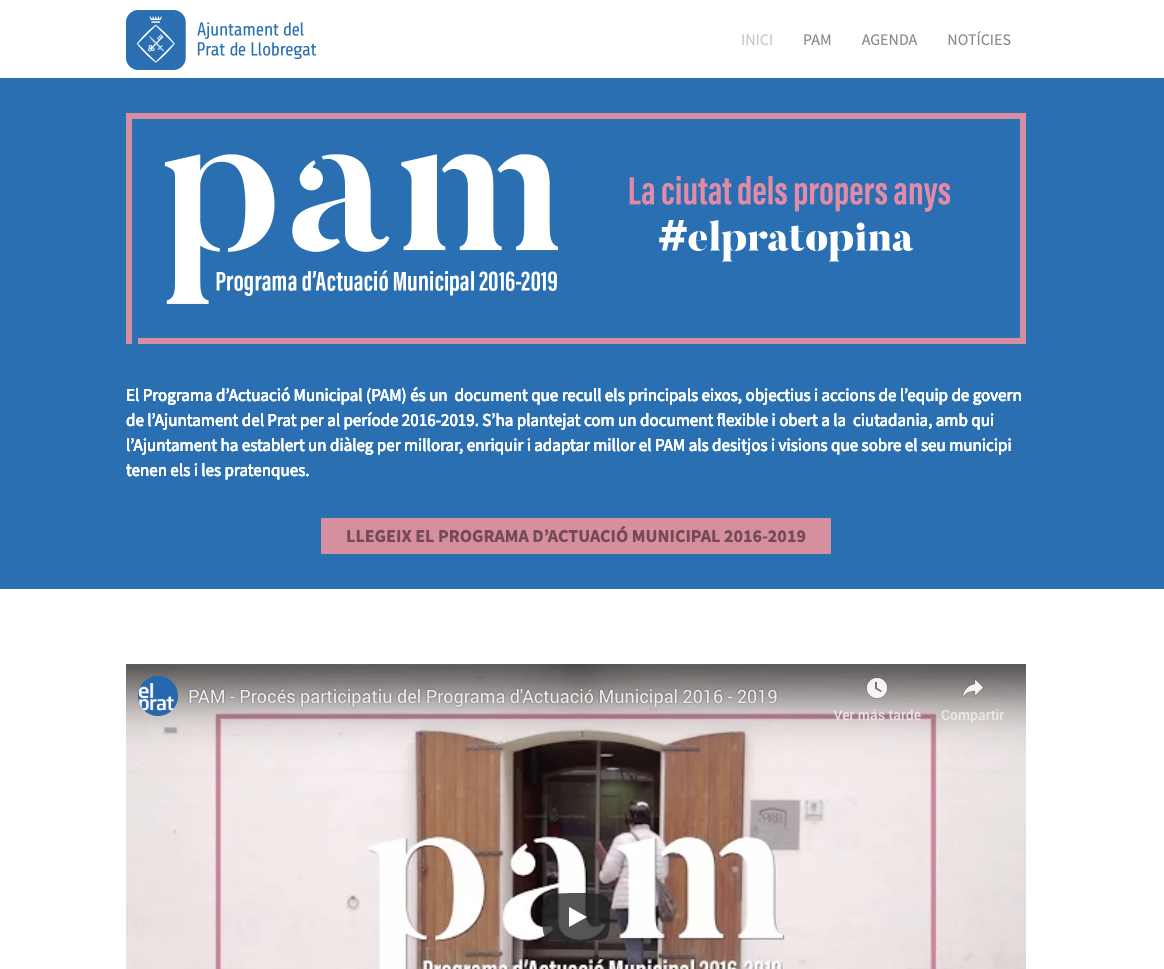 Ajuntament del
Prat de Llobregat
INICI PAM AGENDA NOTÍCIES
pam
Programa d'Actuació Municipal 2016-2019
La ciutat dels propers anys
#elpratopina
El Programa d'Actuació Municipal (PAM) és un document que recull els principals eixos, objectius i accions de l'equip de govern
de l'Ajuntament del Prat per al període 2016-2019. S'ha plantejat com un document flexible i obert a la ciutadania, amb qui
l'Ajuntament ha establert un diàleg per millorar, enriquir i adaptar millor el PAM als desitjos i visions que sobre el seu municipi
tenen els i les pratenques.
LLEGEIX EL PROGRAMA D'ACTUACIÓ MUNICIPAL 2016-2019
el
prat
PAM - Procés participatiu del Programa d'Actuació Municipal 2016 - 2019
Ver más tarde Compartir
pam
Programa d'Actuació Municipal 2016-2019